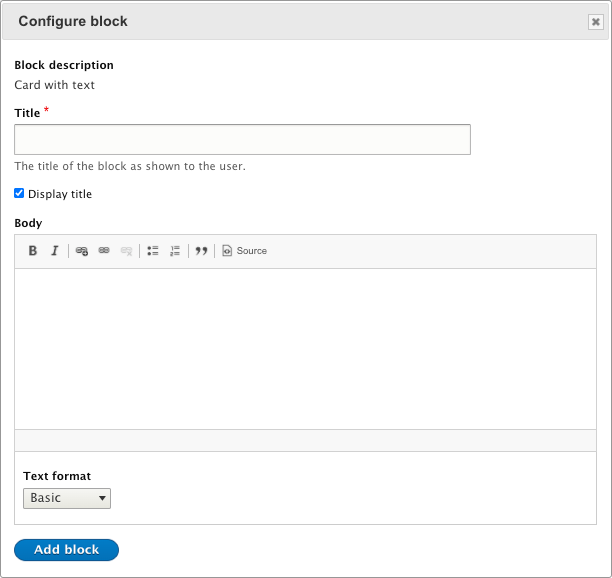 Configure block
Block description
Card with text
Title *
The title of the block as shown to the user.
Display title
Body
B I Source
Text format
Basic
Add block